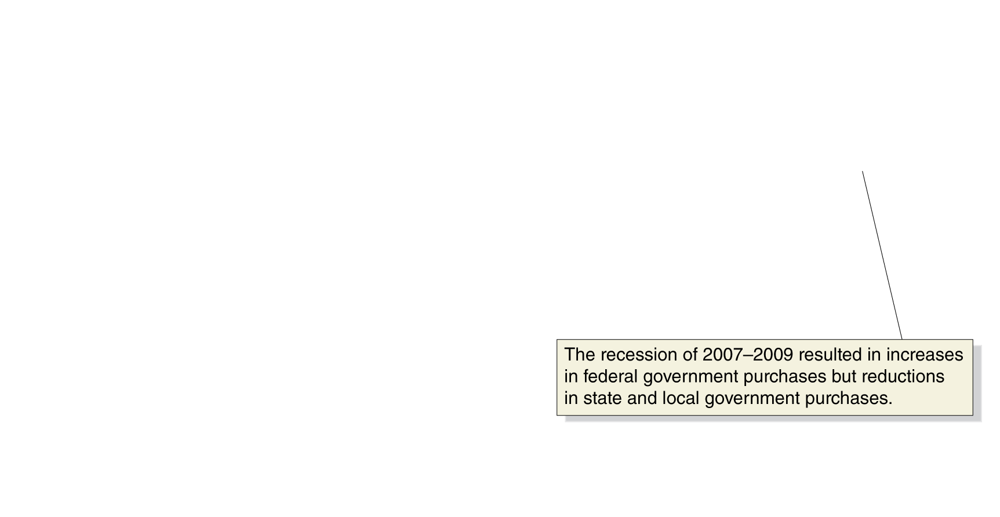 The recession of 2007–2009 resulted in increases
in federal government purchases but reductions
in state and local government purchases.